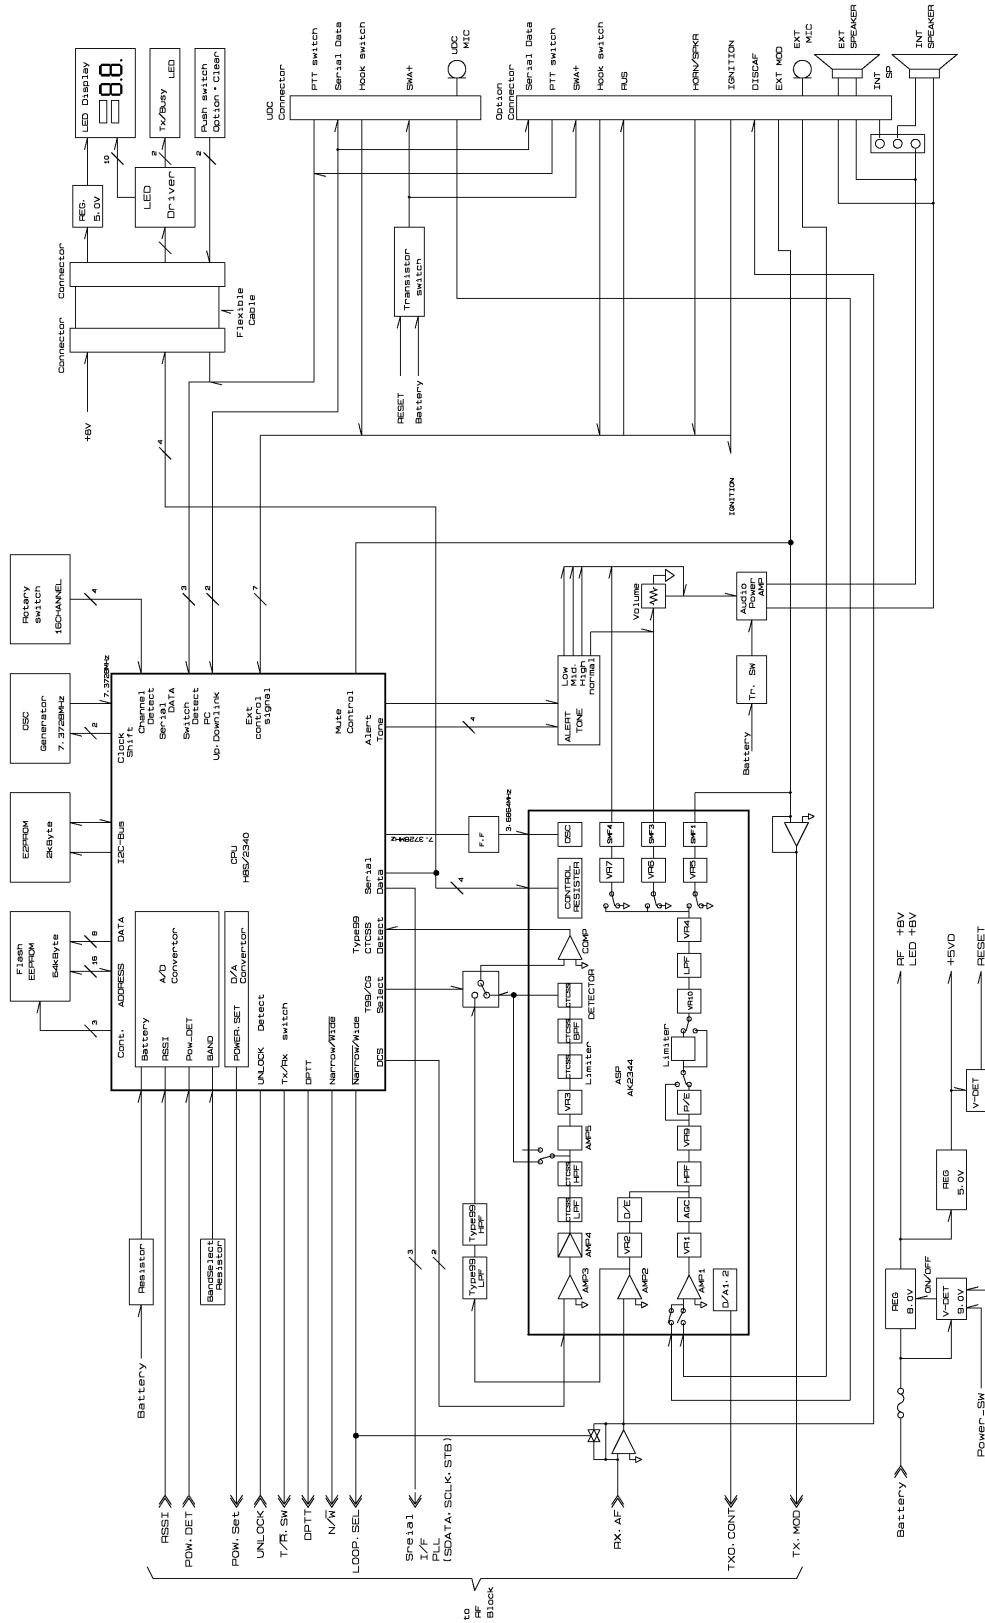 LED Display
8.8.
Tx/Busy
LED
Push switch
Option・Clear
REG.
5.0V
LED
Driver
10
2
2
Connector
Connector
Flexible
Cable
+8V
4
UDC
Connector
PTT switch
Serial Data
Hook switch
SWA+
UDC
MIC
Option
Connector
Serial Data
PTT switch
SWA+
Hook switch
RUS
HORN/SPKR
IGNITION
DISCAF
EXT MOD
EXT
MIC
EXT
SPEAKER
INT
SP
INT
SPEAKER
Transistor
switch
RESET
Battery
IGNITION
Rotary
switch
16CHANNEL
4
OSC
Generator
7.3728MHz
2
7.3728MHz
E2PROM
2kByte
Flash
EEPROM
64kByte
3
16
8
3
2
7
Clock
Shift
Channel
Detect
Serial
DATA
Switch
Detect
PC
Up.Downlink
Ext
control
signal
Mute
Control
Alert
Tone
I2C-Bus
CPU
H8S/2340
DATA
ADDRESS
Cont.
Serial
Data
Type99
CTCSS
Detect
T99/CG
Select
DCS
Battery
RSSI
Pow-DET
BAND
A/D
Convertor
POWER.SET
D/A
Convertor
UNLOCK Detect
Tx/Rx switch
DPTT
Narrow/Wide
Narrow/Wide
7.3728MHz
F.F
3.6864MHz
4
4
ALERT
TONE
Low
Mid.
High
normal
Volume
Audio
Power
AMP
Tr. SW
Battery
OSC
CONTROL
RESISTER
COMP
CTCSS
DETECTOR
CTCSS
BPF
CTCSS
Limiter
VR3
AMP5
CTCSS
HPF
CTCSS
LPF
AMP4
AMP3
ASP
AK2344
SMF4
SMF3
SMF1
VR7
VR6
VR5
VR4
LPF
VR10
Limiter
P/E
VR9
HPF
AGC
VR1
AMP1
D/E
VR2
AMP2
D/A1.2
Type99
HPF
Type99
LPF
3
2
Resistor
BandSelect
Resistor
Battery
RSSI
POW.DET
POW.Set
UNLOCK
T/R.SW
DPTT
N/W
LOOP.SEL
Sreial
I/F
PLL
(SDATA.SCLK.STB)
RX.AF
TXO.CONT
TX.MOD
to
RF
Block
Battery
REG
8.0V
ON/OFF
V-DET
9.0V
Power_SW
REG
5.0V
V-DET
RF +8V
LED +8V
+5VD
RESET